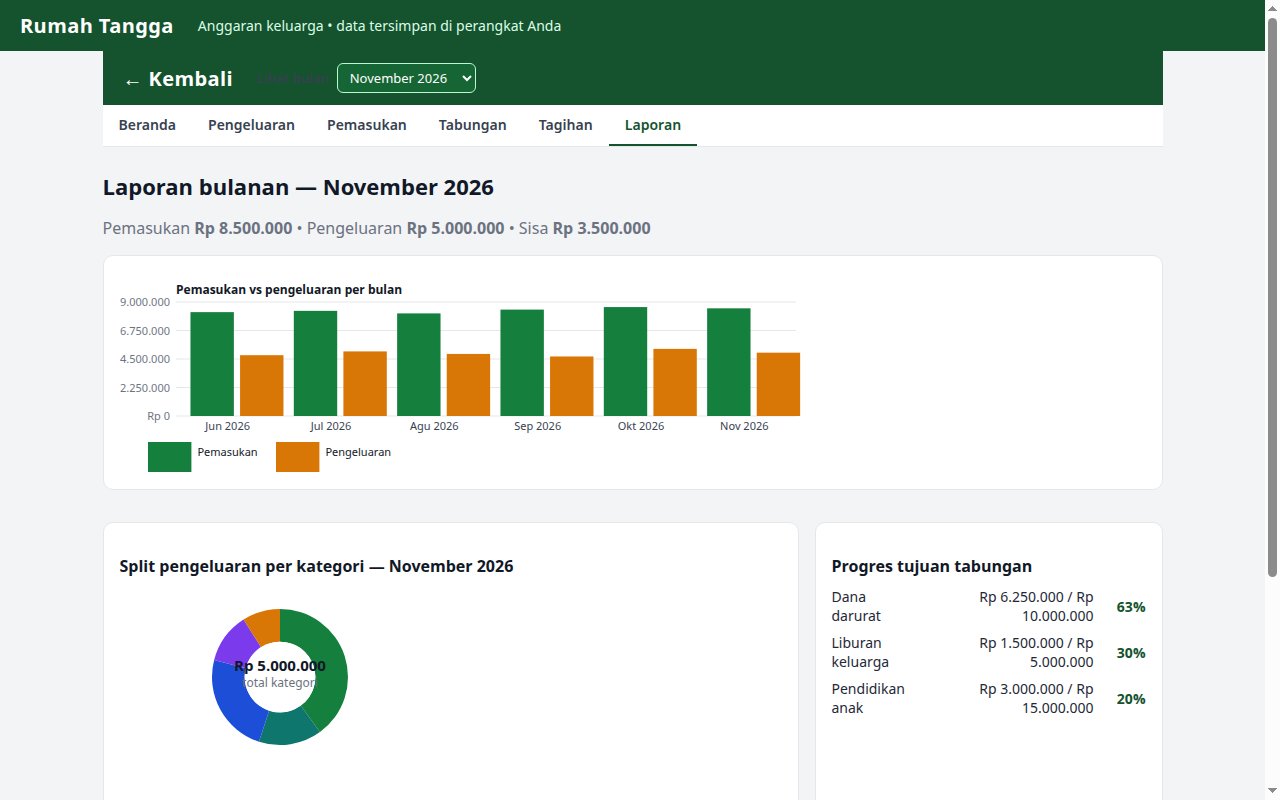 Rumah Tangga
Anggaran keluarga • data tersimpan di perangkat Anda
← Kembali
Lihat bulan
November 2026
Beranda
Pengeluaran
Pemasukan
Tabungan
Tagihan
Laporan
Laporan bulanan — November 2026
Pemasukan Rp 8.500.000 • Pengeluaran Rp 5.000.000 • Sisa Rp 3.500.000
Pemasukan vs pengeluaran per bulan
9.000.000
6.750.000
4.500.000
2.250.000
Rp 0
Jun 2026
Jul 2026
Agu 2026
Sep 2026
Okt 2026
Nov 2026
Pemasukan
Pengeluaran
Split pengeluaran per kategori — November 2026
Rp 5.000.000
total kategori
Progres tujuan tabungan
Dana darurat
Rp 6.250.000 / Rp 10.000.000
63%
Liburan keluarga
Rp 1.500.000 / Rp 5.000.000
30%
Pendidikan anak
Rp 3.000.000 / Rp 15.000.000
20%